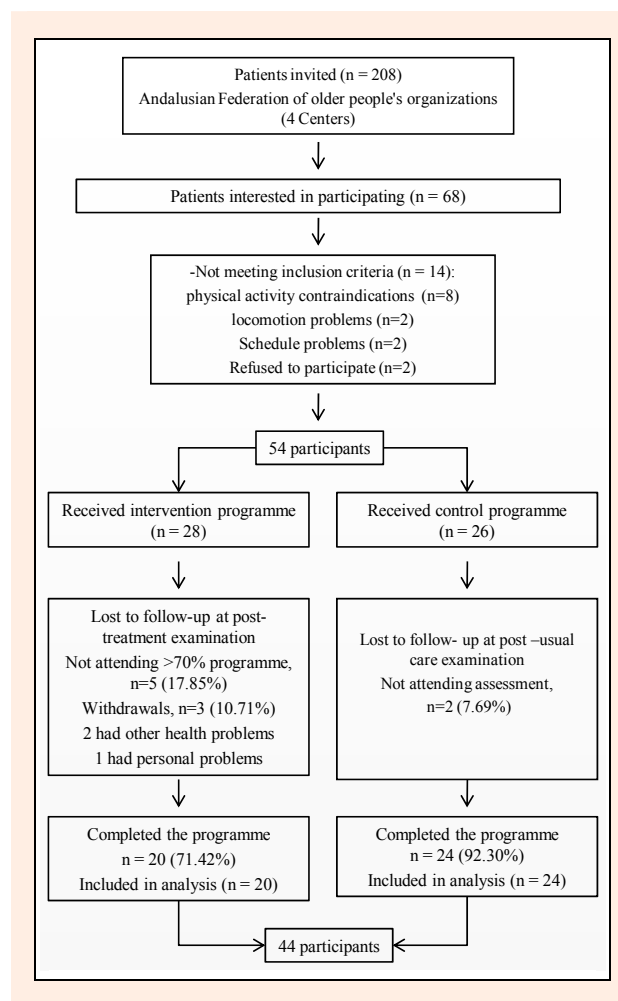 Patients invited (n = 208)
Andalusian Federation of older people's organizations
(4 Centers)
Patients interested in participating (n = 68)
-Not meeting inclusion criteria (n = 14):
physical activity contraindications (n=8)
locomotion problems (n=2)
Schedule problems (n=2)
Refused to participate (n=2)
54 participants
Received intervention programme
(n = 28)
Received control programme
(n = 26)
Lost to follow-up at post-
treatment examination
Not attending >70% programme,
n=5 (17.85%)
Withdrawals, n=3 (10.71%)
2 had other health problems
1 had personal problems
Lost to follow- up at post –usual
care examination
Not attending assessment,
n=2 (7.69%)
Completed the programme
n = 20 (71.42%)
Included in analysis (n = 20)
Completed the programme
n = 24 (92.30%)
Included in analysis (n = 24)
44 participants